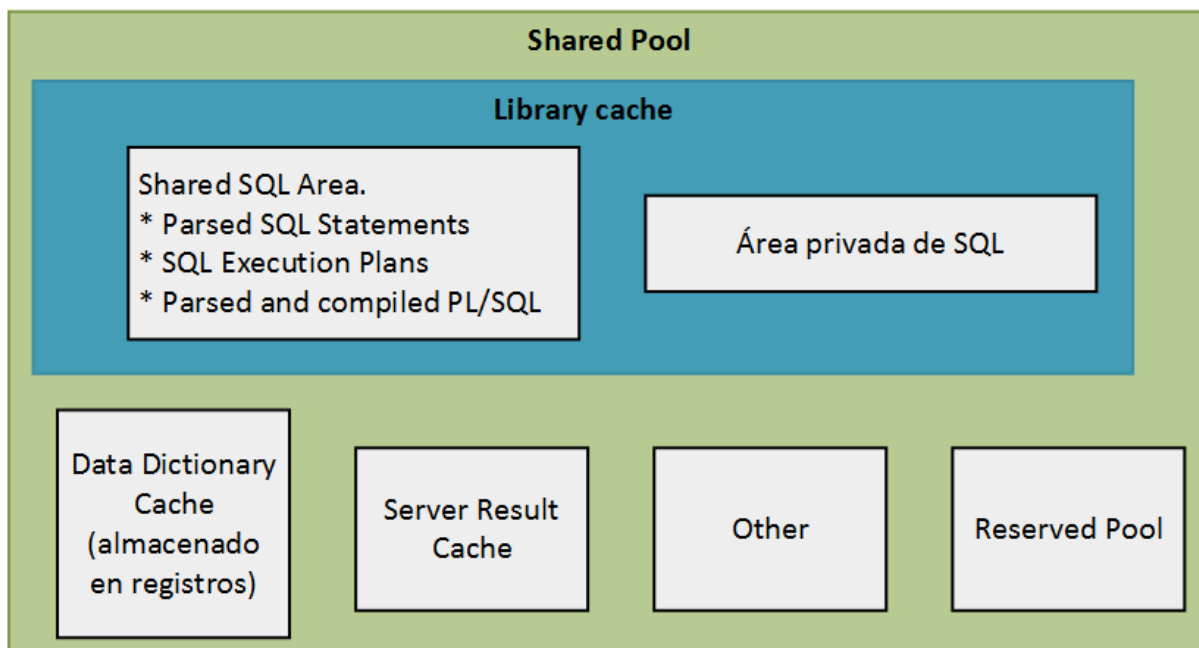 Shared Pool
Library cache
Shared SQL Area.
* Parsed SQL Statements
* SQL Execution Plans
* Parsed and compiled PL/SQL
Área privada de SQL
Data Dictionary
Cache
(almacenado
en registros)
Server Result
Cache
Other
Reserved Pool